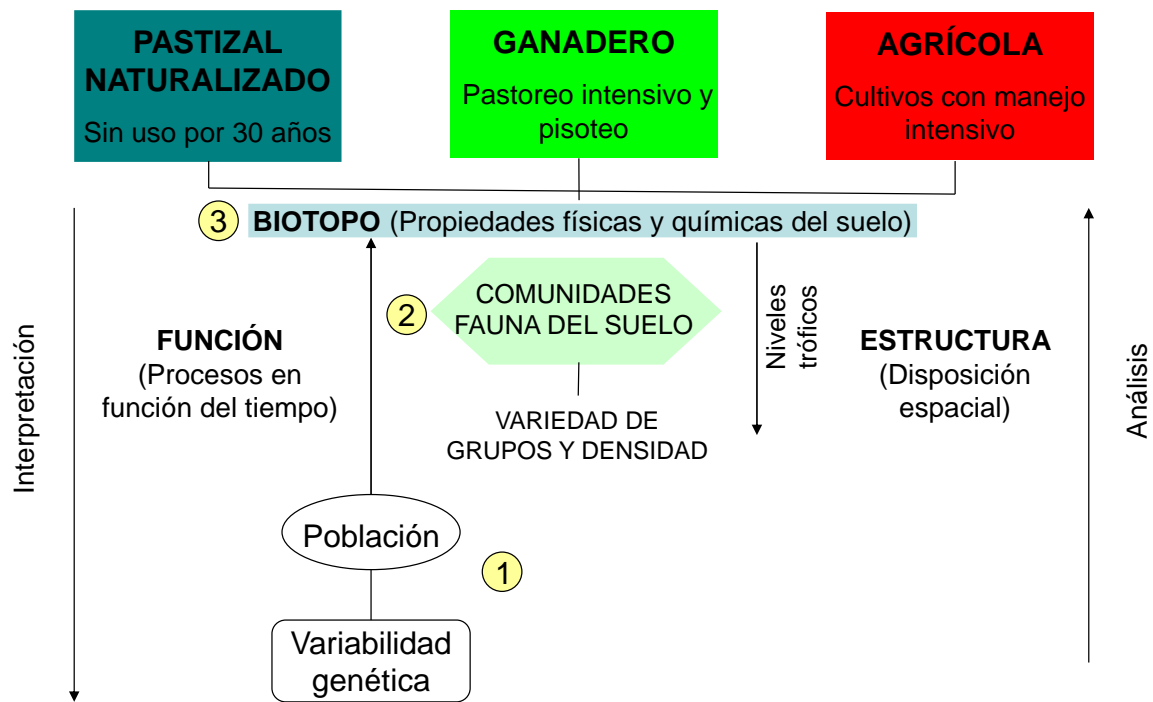 PASTIZAL
NATURALIZADO
Sin uso por 30 años
GANADERO
Pastoreo intensivo y
pisoteo
AGRÍCOLA
Cultivos con manejo
intensivo
3
BIOTOPO (Propiedades físicas y químicas del suelo)
2
COMUNIDADES
FAUNA DEL SUELO
Niveles
tróficos
Interpretación
FUNCIÓN
(Procesos en
función del tiempo)
ESTRUCTURA
(Disposición
espacial)
Análisis
VARIEDAD DE
GRUPOS Y DENSIDAD
Población
1
Variabilidad
genética